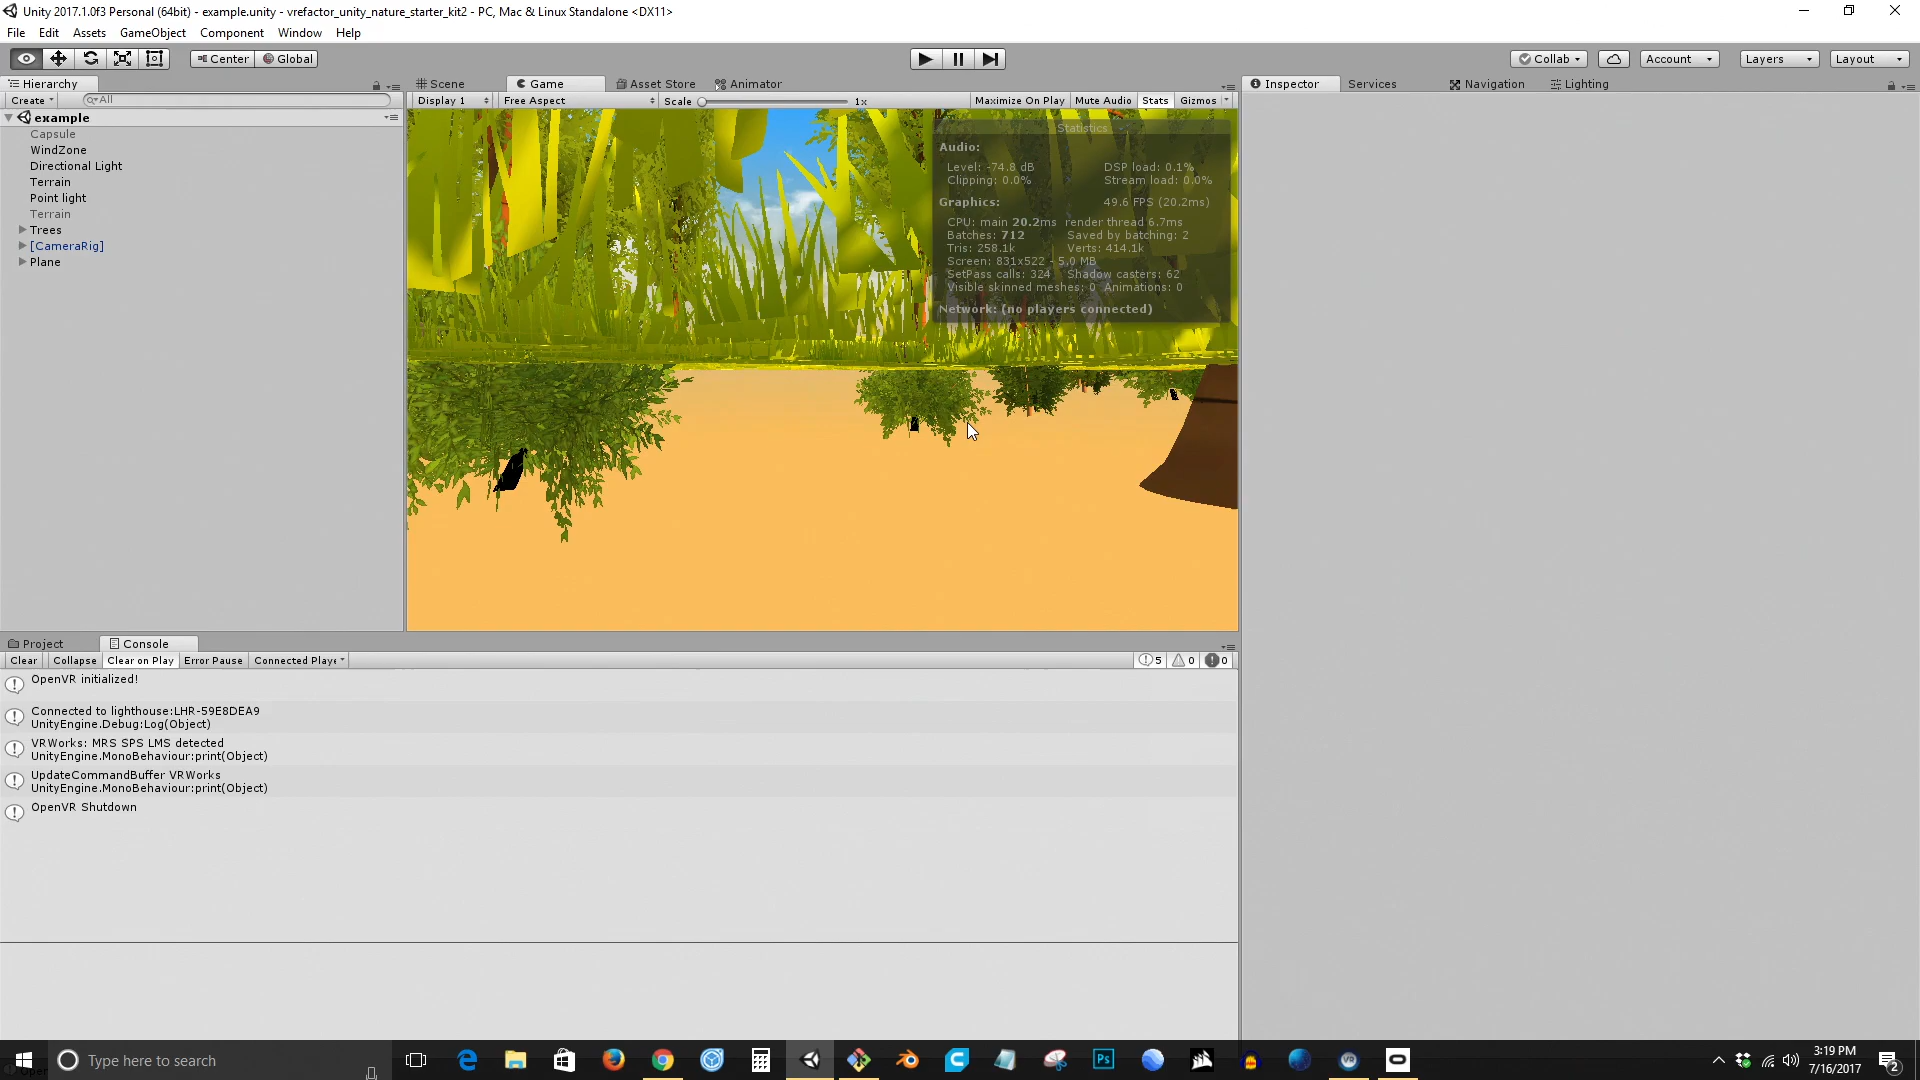 Unity 2017.1.0f3 Personal (64bit) - example.unity - vrefactor_unity_nature_starter_kit2 - PC, Mac & Linux Standalone <DX11>
File Edit Assets GameObject Component Window Help
Center Global Collab Account Layers Layout
Hierarchy Scene Game Asset Store Animator Inspector Services Navigation Lighting
Create All Display 1 Free Aspect Scale 1x Maximize On Play Mute Audio Stats Gizmos
example
Capsule
WindZone
Directional Light
Terrain
Point light
Terrain
Trees
[CameraRig]
Plane
Statistics
Audio:
Level: -74.8 dB DSP load: 0.1%
Clipping: 0.0% Stream load: 0.0%
Graphics: 49.6 FPS (20.2ms)
CPU: main 20.2ms render thread 6.7ms
Batches: 712 Saved by batching: 2
Tris: 258.1k Verts: 414.1k
Screen: 831x522 - 5.0 MB
SetPass calls: 324 Shadow casters: 62
Visible skinned meshes: 0 Animations: 0
Network: (no players connected)
Project Console
Clear Collapse Clear on Play Error Pause Connected Playe 5 0 0
OpenVR initialized!
Connected to lighthouse:LHR-59E8DEA9
UnityEngine.Debug:Log(Object)
VRWorks: MRS SPS LMS detected
UnityEngine.MonoBehaviour:print(Object)
UpdateCommandBuffer VRWorks
UnityEngine.MonoBehaviour:print(Object)
OpenVR Shutdown
Type here to search
Ps
VR
3:19 PM
7/16/2017
2